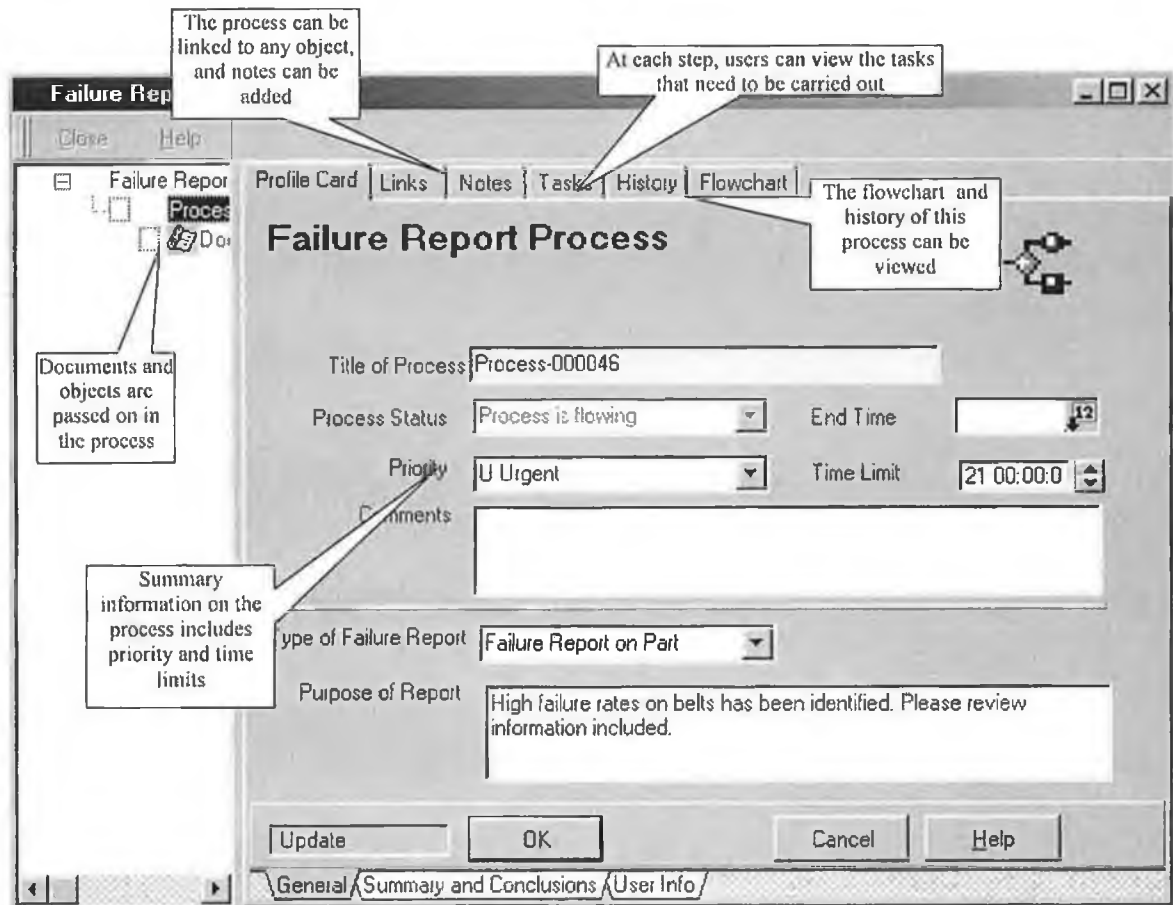 The process can be
linked to any object,
and notes can be
added
At each step, users can view the tasks
that need to be carried out
Failure Rep
Close Help
Failure Repor
Proces
Do
Profile Card Links Notes Tasks History Flowchart
The flowchart and
history of this
process can be
viewed
Failure Report Process
Documents and
objects are
passed on in
the process
Title of Process Process-000046
Process Status Process is flowing End Time 12
Priority U Urgent Time Limit 21 00:00:0
Comments
Summary
information on the
process includes
priority and time
limits
ype of Failure Report Failure Report on Part
Purpose of Report High failure rates on belts has been identified. Please review
information included.
Update OK Cancel Help
General Summary and Conclusions User Info